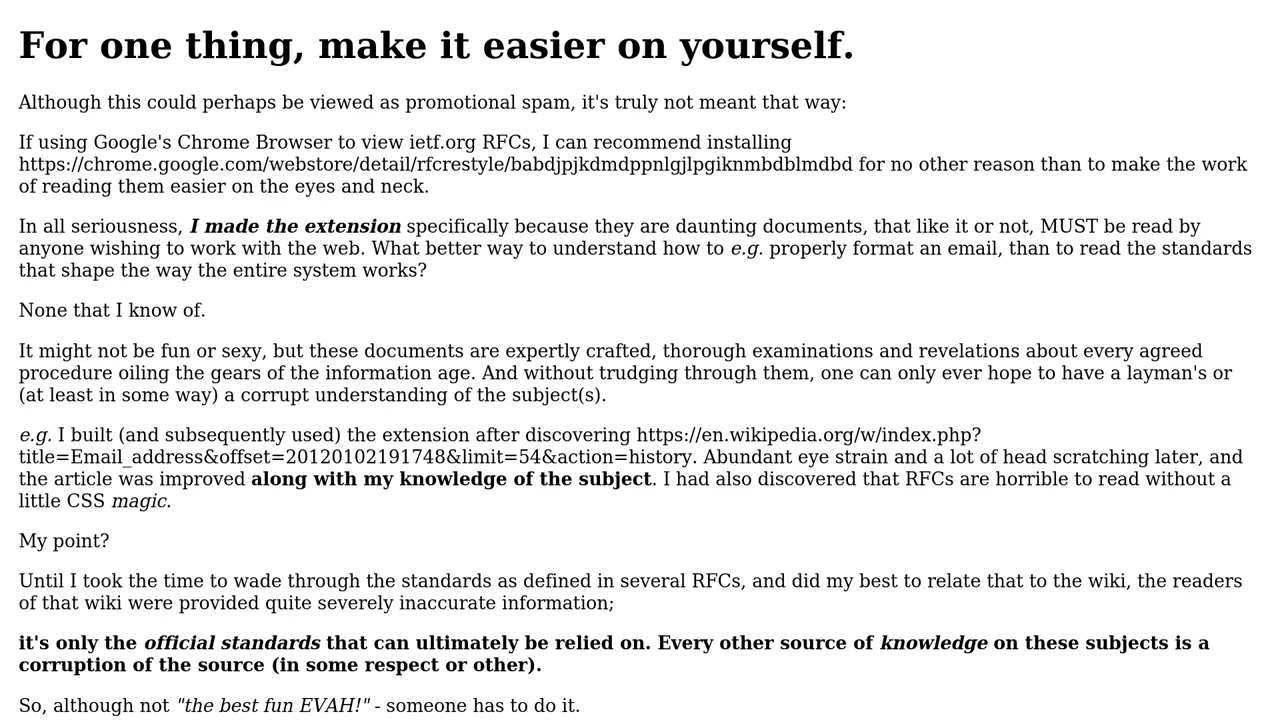 For one thing, make it easier on yourself.
Although this could perhaps be viewed as promotional spam, it's truly not meant that way:
If using Google's Chrome Browser to view ietf.org RFCs, I can recommend installing
https://chrome.google.com/webstore/detail/rfcrestyle/babdjpjkdmdppnlgjlpgiknmbdblmdbd for no other reason than to make the work
of reading them easier on the eyes and neck.
In all seriousness, I made the extension specifically because they are daunting documents, that like it or not, MUST be read by
anyone wishing to work with the web. What better way to understand how to e.g. properly format an email, than to read the standards
that shape the way the entire system works?
None that I know of.
It might not be fun or sexy, but these documents are expertly crafted, thorough examinations and revelations about every agreed
procedure oiling the gears of the information age. And without trudging through them, one can only ever hope to have a layman's or
(at least in some way) a corrupt understanding of the subject(s).
e.g. I built (and subsequently used) the extension after discovering https://en.wikipedia.org/w/index.php?
title=Email_address&offset=20120102191748&limit=54&action=history. Abundant eye strain and a lot of head scratching later, and
the article was improved along with my knowledge of the subject. I had also discovered that RFCs are horrible to read without a
little CSS magic.
My point?
Until I took the time to wade through the standards as defined in several RFCs, and did my best to relate that to the wiki, the readers
of that wiki were provided quite severely inaccurate information;
it's only the official standards that can ultimately be relied on. Every other source of knowledge on these subjects is a
corruption of the source (in some respect or other).
So, although not "the best fun EVAH!" - someone has to do it.